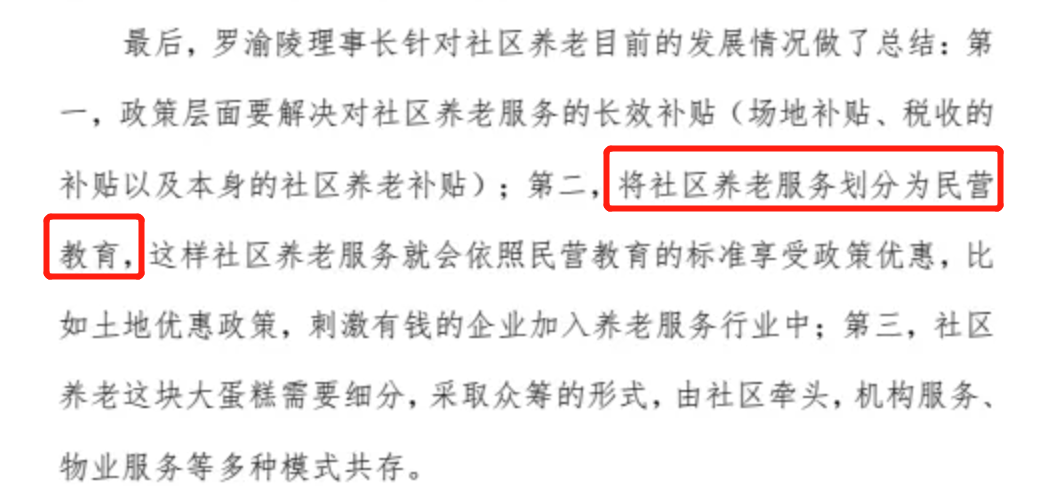 最后，罗渝陵理事长针对社区养老目前的发展情况做了总结：第
一，政策层面要解决对社区养老服务的长效补贴（场地补贴、税收的
补贴以及本身的社区养老补贴）；第二，将社区养老服务划分为民营
教育，这样社区养老服务就会依照民营教育的标准享受政策优惠，比
如土地优惠政策，刺激有钱的企业加入养老服务行业中；第三，社区
养老这块大蛋糕需要细分，采取众筹的形式，由社区牵头，机构服务、
物业服务等多种模式共存。